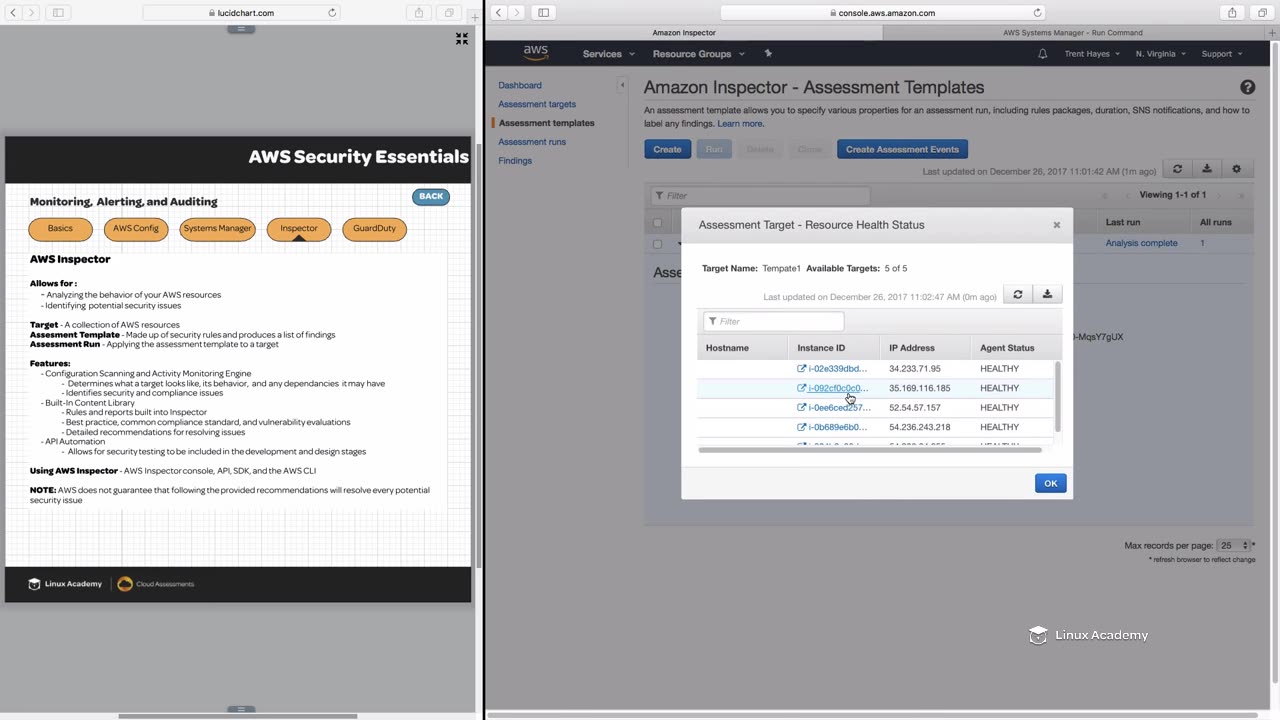 lucidchart.com
AWS Security Essentials
BACK
Monitoring, Alerting, and Auditing
Basics
AWS Config
Systems Manager
Inspector
GuardDuty
AWS Inspector
Allows for :
- Analyzing the behavior of your AWS resources
- Identifying potential security issues
Target - A collection of AWS resources
Assesment Template - Made up of security rules and produces a list of findings
Assessment Run - Applying the assessment template to a target
Features:
- Configuration Scanning and Activity Monitoring Engine
- Determines what a target looks like, its behavior, and any dependencies it may have
- Identifies security and compliance issues
- Built-In Content Library
- Rules and reports built into Inspector
- Best practice, common compliance standard, and vulnerability evaluations
- Detailed recommendations for resolving issues
- API Automation
- Allows for security testing to be included in the development and design stages
Using AWS Inspector - AWS Inspector console, API, SDK, and the AWS CLI
NOTE: AWS does not guarantee that following the provided recommendations will resolve every potential
security issue
Linux Academy
Cloud Assessments
console.aws.amazon.com
Amazon Inspector
AWS Systems Manager - Run Command
aws
Services
Resource Groups
Trent Hayes
N. Virginia
Support
Dashboard
Assessment targets
Assessment templates
Assessment runs
Findings
Amazon Inspector - Assessment Templates
An assessment template allows you to specify various properties for an assessment run, including rules packages, duration, SNS notifications, and how to
label any findings. Learn more.
Create
Run
Delete
Clone
Create Assessment Events
Last updated on December 26, 2017 11:01:42 AM (1m ago)
Filter
Viewing 1-1 of 1
Last run
All runs
Analysis complete
1
Asse
l-MqsY7gUX
Assessment Target - Resource Health Status
Target Name: Tempate1 Available Targets: 5 of 5
Last updated on December 26, 2017 11:02:47 AM (0m ago)
Filter
Hostname
Instance ID
IP Address
Agent Status
i-02e339dbd... 34.233.71.95 HEALTHY
i-092cf0c0c0... 35.169.116.185 HEALTHY
i-0ee6ced257... 52.54.57.157 HEALTHY
i-0b689e6b0... 54.236.243.218 HEALTHY
OK
Max records per page: 25
* refresh browser to reflect change
Linux Academy